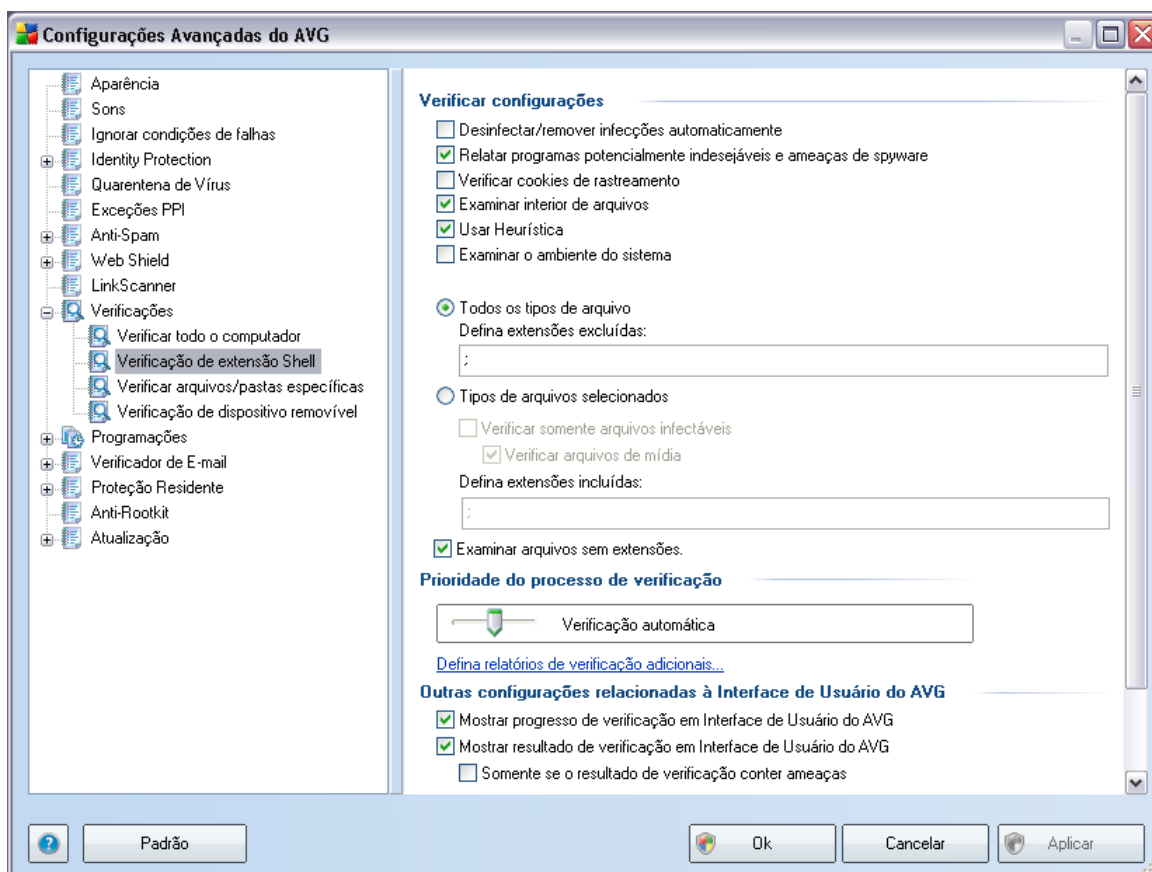 Configurações Avançadas do AVG
Aparência
Sons
Ignorar condições de falhas
Identity Protection
Quarentena de Vírus
Exceções PPI
Anti-Spam
Web Shield
LinkScanner
Verificações
Verificar todo o computador
Verificação de extensão Shell
Verificar arquivos/pastas específicas
Verificação de dispositivo removível
Programações
Verificador de E-mail
Proteção Residente
Anti-Rootkit
Atualização
Verificar configurações
Desinfectar/remover infecções automaticamente
Relatar programas potencialmente indesejáveis e ameaças de spyware
Verificar cookies de rastreamento
Examinar interior de arquivos
Usar Heurística
Examinar o ambiente do sistema
Todos os tipos de arquivo
Defina extensões excluídas:
;
Tipos de arquivos selecionados
Verificar somente arquivos infectáveis
Verificar arquivos de mídia
Defina extensões incluídas:
;
Examinar arquivos sem extensões.
Prioridade do processo de verificação
Verificação automática
Defina relatórios de verificação adicionais...
Outras configurações relacionadas à Interface de Usuário do AVG
Mostrar progresso de verificação em Interface de Usuário do AVG
Mostrar resultado de verificação em Interface de Usuário do AVG
Somente se o resultado de verificação conter ameaças
? Padrão Ok Cancelar Aplicar